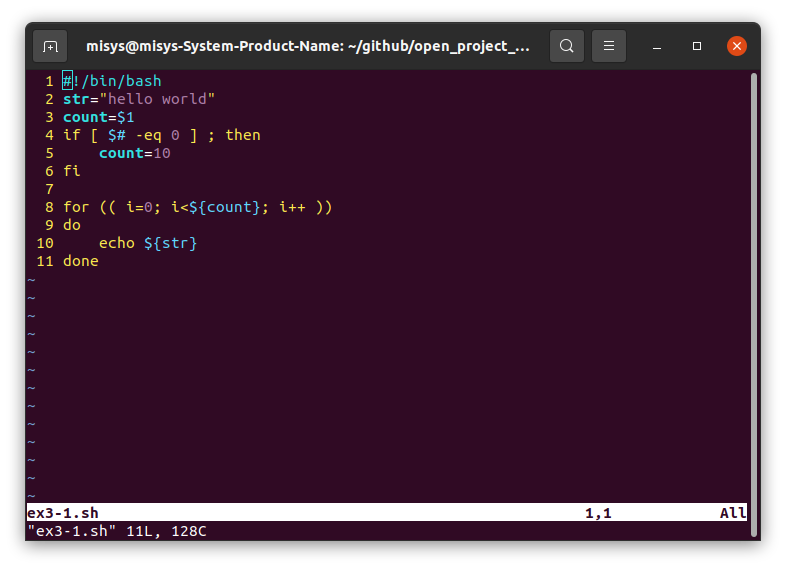 misys@misys-System-Product-Name: ~/github/open_project_...
1 #!/bin/bash
2 str="hello world"
3 count=$1
4 if [ $# -eq 0 ] ; then
5     count=10
6 fi
7
8 for (( i=0; i<${count}; i++ ))
9 do
10     echo ${str}
11 done
~
~
~
~
~
~
~
~
~
~
~
~
~
ex3-1.sh 1,1 All
"ex3-1.sh" 11L, 128C